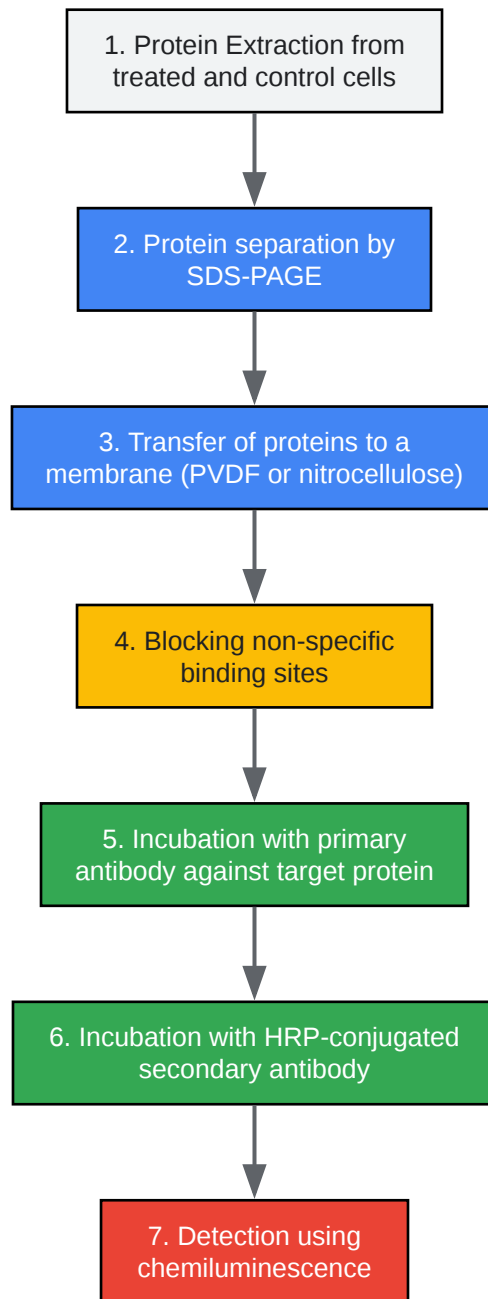 1. Protein Extraction from
treated and control cells
2. Protein separation by
SDS-PAGE
3. Transfer of proteins to a
membrane (PVDF or nitrocellulose)
4. Blocking non-specific
binding sites
5. Incubation with primary
antibody against target protein
6. Incubation with HRP-conjugated
secondary antibody
7. Detection using
chemiluminescence